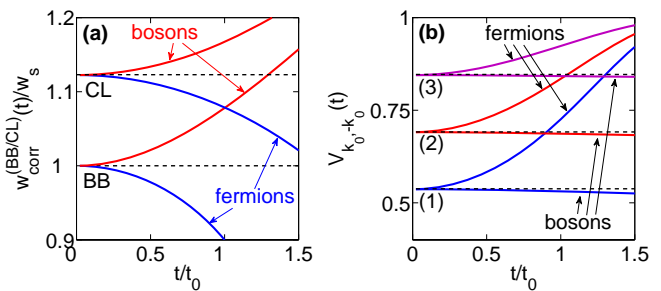 (a)
bosons
CL
BB
fermions
1.2
1.1
1
0.9
w_corr^(BB/CL)(t)/w_s
0
0.5
1
1.5
t/t_0
(b)
fermions
(3)
(2)
(1)
bosons
1
0.75
0.5
V_{k_0,-k_0}(t)
0
0.5
1
1.5
t/t_0